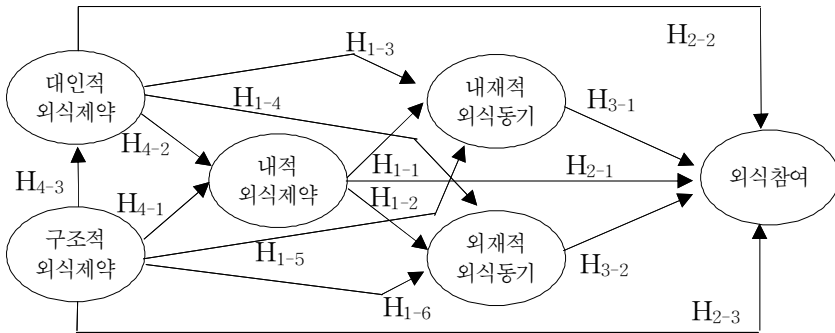 H1-3
H2-2
대인적
외식제약
내재적
외식동기
H1-4
H3-1
H4-2
내적
외식제약
H1-1
H2-1
외식참여
H4-3
H4-1
H1-2
구조적
외식제약
H1-5
외재적
외식동기
H3-2
H1-6
H2-3